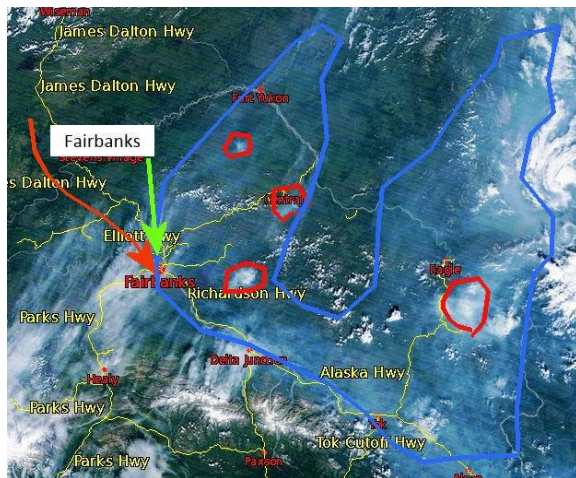 Wiseman
James Dalton Hwy
James Dalton Hwy
Fort Yukon
Fairbanks
Stevens Village
es Dalton Hwy
Central
Elliott Hwy
Eagle
Fairbanks
Richardson Hwy
Parks Hwy
Delta Junction
Healy
Alaska Hwy
Parks Hwy
Tok
Tok Cutoff Hwy
Parks Hwy
Paxson